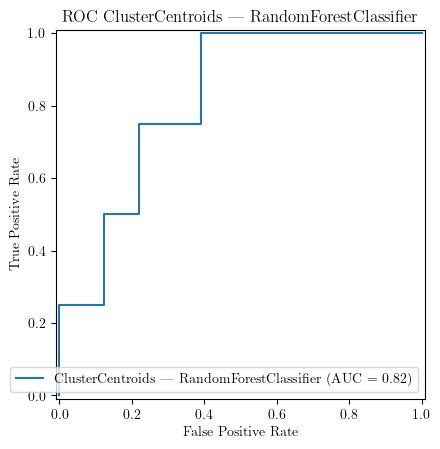 ROC ClusterCentroids — RandomForestClassifier
1.0
0.8
0.6
0.4
0.2
0.0
True Positive Rate
ClusterCentroids — RandomForestClassifier (AUC = 0.82)
0.0 0.2 0.4 0.6 0.8 1.0
False Positive Rate